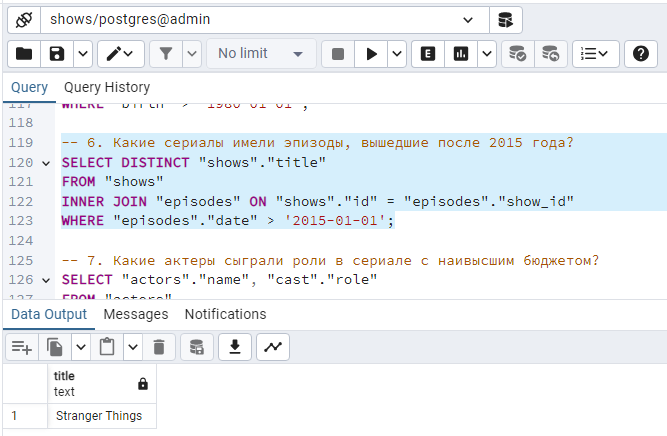 shows/postgres@admin
No limit
E
Query Query History
117 WHERE "birth" > '1980-01-01';
118
119 -- 6. Какие сериалы имели эпизоды, вышедшие после 2015 года?
120 SELECT DISTINCT "shows"."title"
121 FROM "shows"
122 INNER JOIN "episodes" ON "shows"."id" = "episodes"."show_id"
123 WHERE "episodes"."date" > '2015-01-01';
124
125 -- 7. Какие актеры сыграли роли в сериале с наивысшим бюджетом?
126 SELECT "actors"."name", "cast"."role"
127 FROM "actors"
Data Output Messages Notifications
title
text
1 Stranger Things